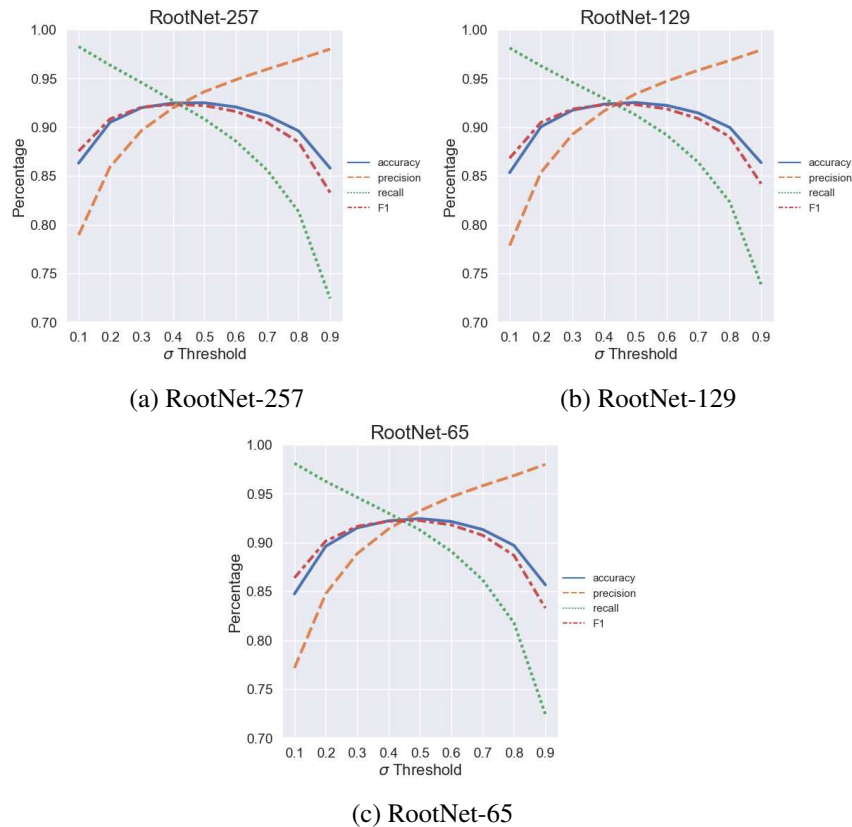 RootNet-257
1.00
0.95
0.90
0.85
0.80
0.75
0.70
Percentage
0.1 0.2 0.3 0.4 0.5 0.6 0.7 0.8 0.9
σ Threshold
accuracy
precision
recall
F1
(a) RootNet-257
RootNet-129
1.00
0.95
0.90
0.85
0.80
0.75
0.70
Percentage
0.1 0.2 0.3 0.4 0.5 0.6 0.7 0.8 0.9
σ Threshold
accuracy
precision
recall
F1
(b) RootNet-129
RootNet-65
1.00
0.95
0.90
0.85
0.80
0.75
0.70
Percentage
0.1 0.2 0.3 0.4 0.5 0.6 0.7 0.8 0.9
σ Threshold
accuracy
precision
recall
F1
(c) RootNet-65